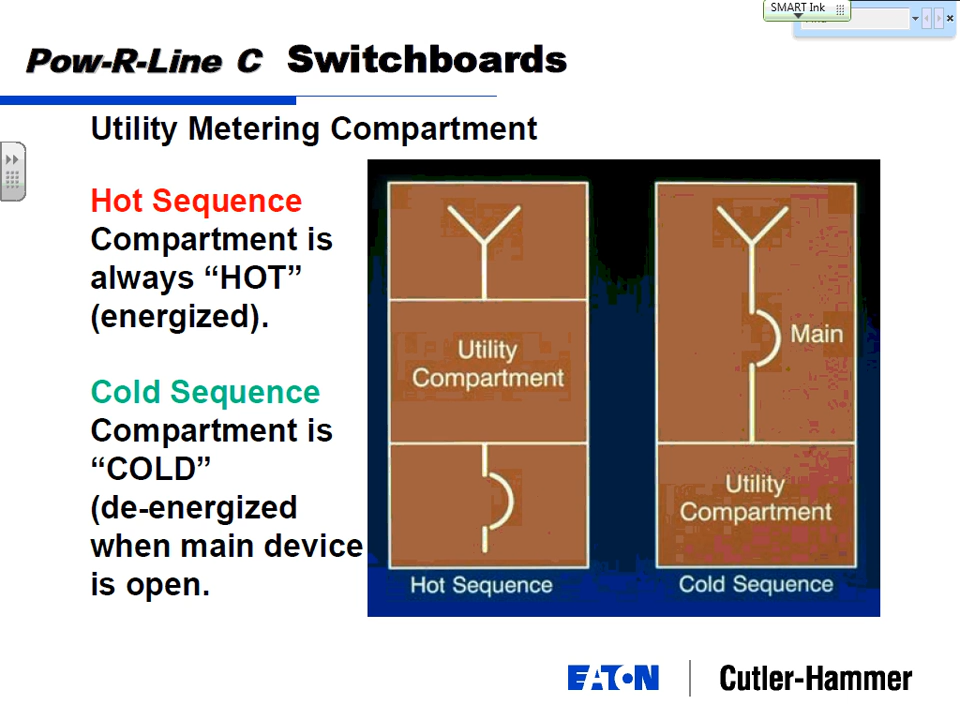 SMART Ink
Pow-R-Line C Switchboards
Utility Metering Compartment
Hot Sequence
Compartment is
always “HOT”
(energized).
Cold Sequence
Compartment is
“COLD”
(de-energized
when main device
is open.
Utility
Compartment
Hot Sequence
Main
Utility
Compartment
Cold Sequence
EATON
Cutler-Hammer